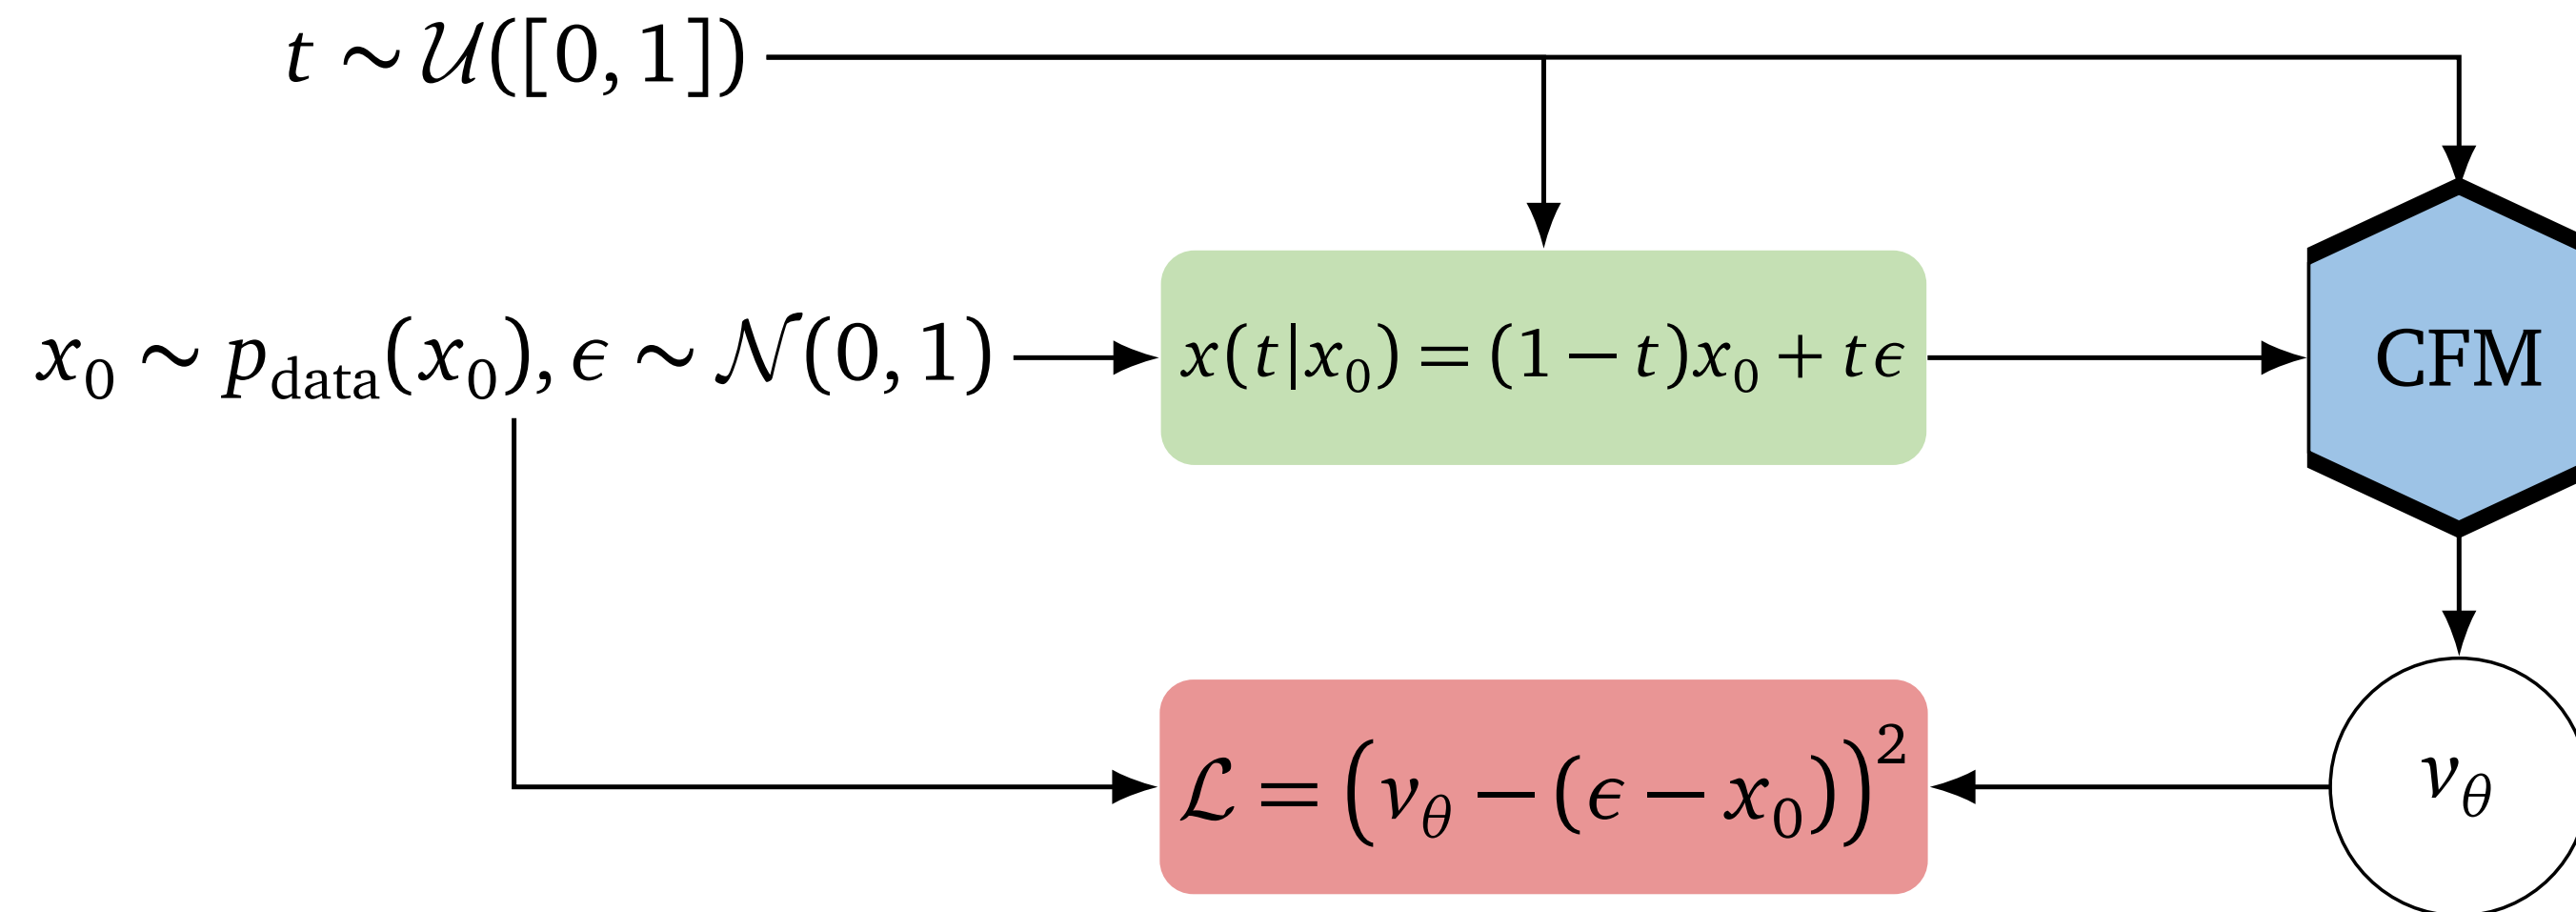 t ∼ 𝒰([0, 1])
x₀ ∼ p_data(x₀), ϵ ∼ 𝒩(0, 1)
x(t|x₀) = (1 − t)x₀ + tϵ
CFM
ℒ = (v_θ − (ϵ − x₀))²
v_θ